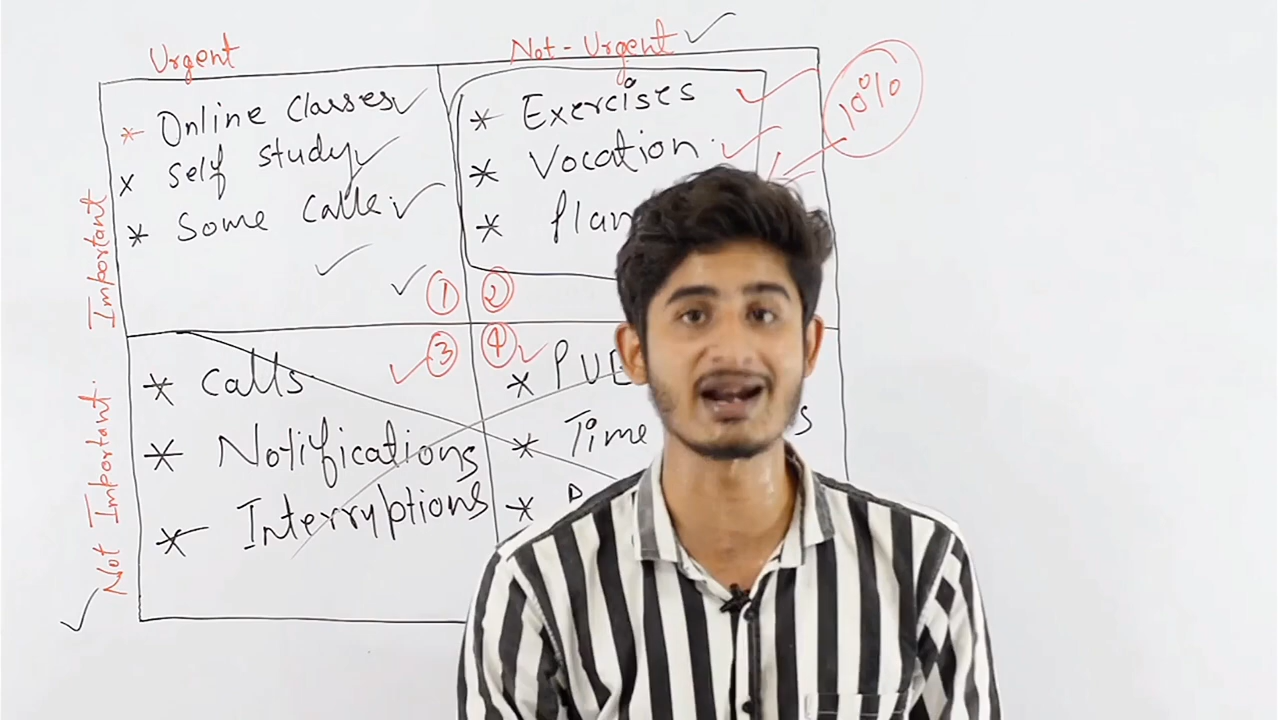 Urgent
Not-Urgent
10%
Important
* Online Classes
* Self study
* Some Calls
1
* Exercises
* Vocation
*
2
Not Important
* Calls
* Notifications
* Interryptions
3
4
*
* Time
*